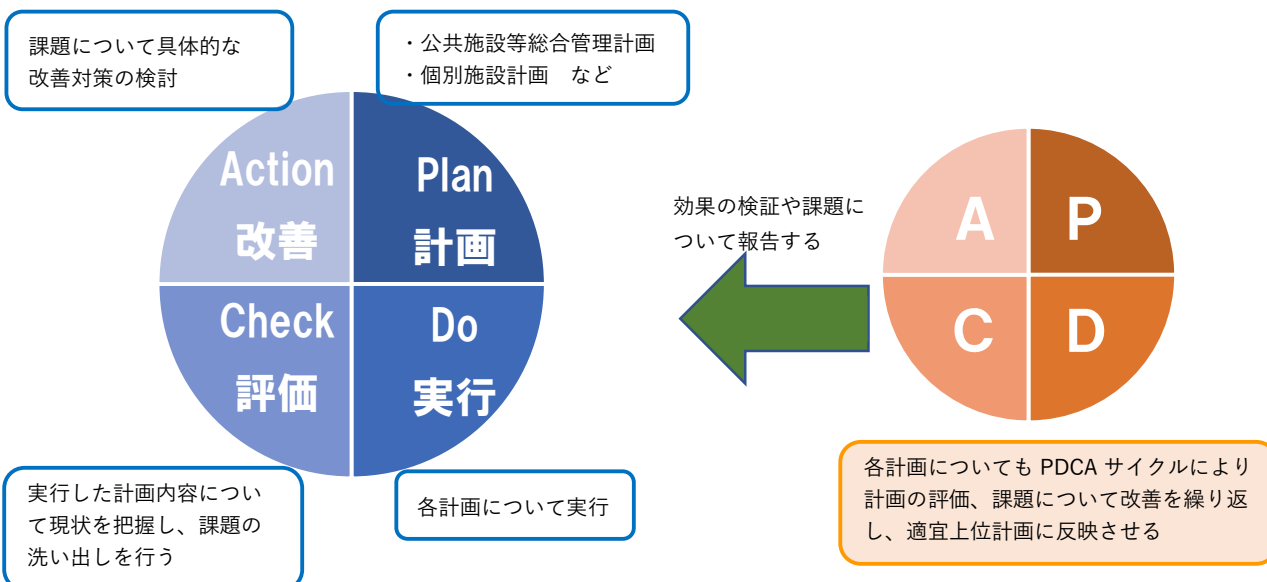 課題について具体的な
改善対策の検討
・公共施設等総合管理計画
・個別施設計画　など
Action
改善
Plan
計画
Check
評価
Do
実行
実行した計画内容につい
て現状を把握し、課題の
洗い出しを行う
各計画について実行
効果の検証や課題に
ついて報告する
A
P
C
D
各計画についても PDCA サイクルにより
計画の評価、課題について改善を繰り返
し、適宜上位計画に反映させる